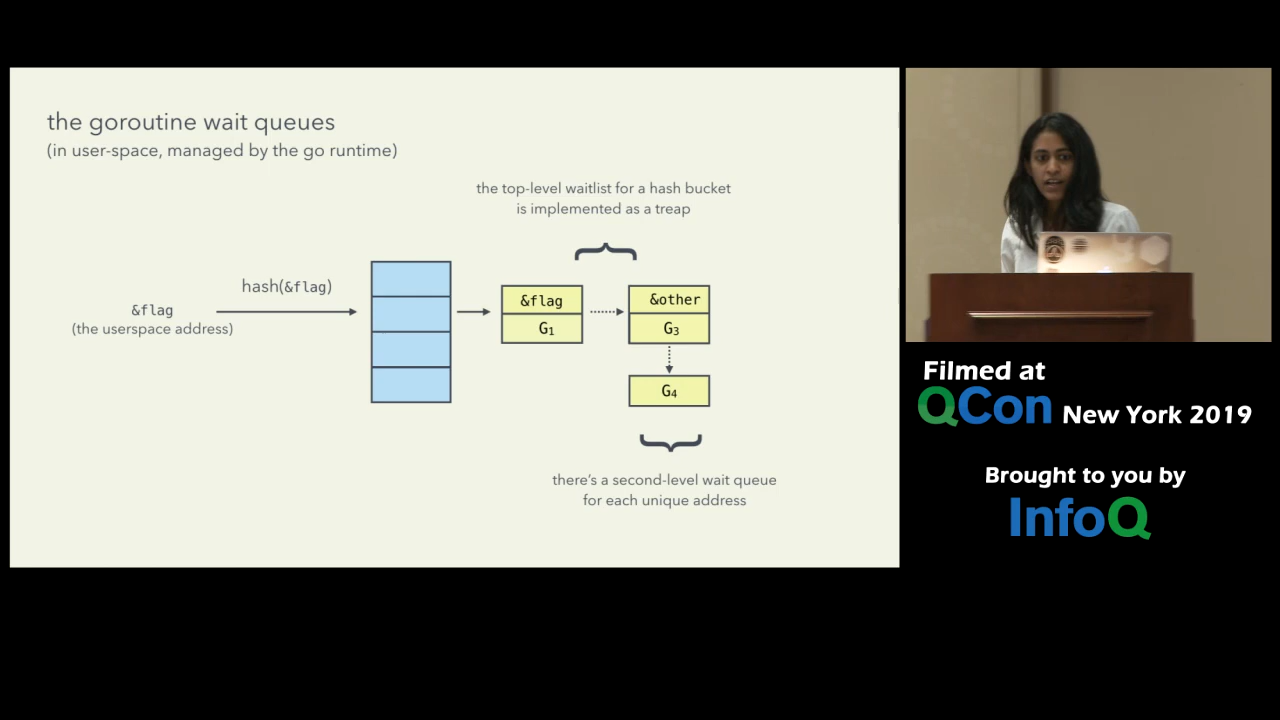 the goroutine wait queues
(in user-space, managed by the go runtime)
the top-level waitlist for a hash bucket
is implemented as a treap
hash(&flag)
&flag
(the userspace address)
&flag
G1
&other
G3
G4
there's a second-level wait queue
for each unique address
Filmed at
QCon New York 2019
Brought to you by
InfoQ